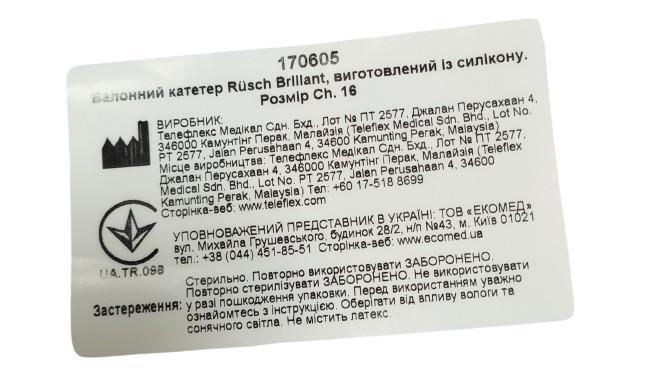 170605
Балонний катетер Rüsch Brillant, виготовлений із силікону.
Розмір Ch. 16
ВИРОБНИК:
Телефлекс Медікал Сдн. Бхд., Лот № ПТ 2577, Джалан Перусахаан 4,
346000 Камунтінг Перак, Малайзія (Teleflex Medical Sdn. Bhd., Lot No.
PT 2577, Jalan Perusahaan 4, 34600 Kamunting Perak, Malaysia)
Місце виробництва: Телефлекс Медікал Сдн. Бхд., Лот № ПТ 2577,
Джалан Перусахаан 4, 34600 Камунтінг Перак, Малайзія (Teleflex
Medical Sdn. Bhd., Lot No. PT 2577, Jalan Perusahaan 4, 34600
Kamunting Perak, Malaysia) Тел: +60 17-518 8699
Сторінка-веб: www.teleflex.com
UA.TR.098
УПОВНОВАЖЕНИЙ ПРЕДСТАВНИК В УКРАЇНІ: ТОВ «ЕКОМЕД»
вул. Михайла Грушевського, будинок 28/2, н/п №43, м. Київ 01021
тел.: +38 (044) 451-85-51 Сторінка-веб: www.ecomed.ua
Стерильно. Повторно використовувати ЗАБОРОНЕНО.
Повторно стерилізувати ЗАБОРОНЕНО. Не використовувати
Застереження: у разі пошкодження упаковки. Перед використанням уважно
ознайомтесь з інструкцією. Оберігати від впливу вологи та
сонячного світла. Не містить латекс.